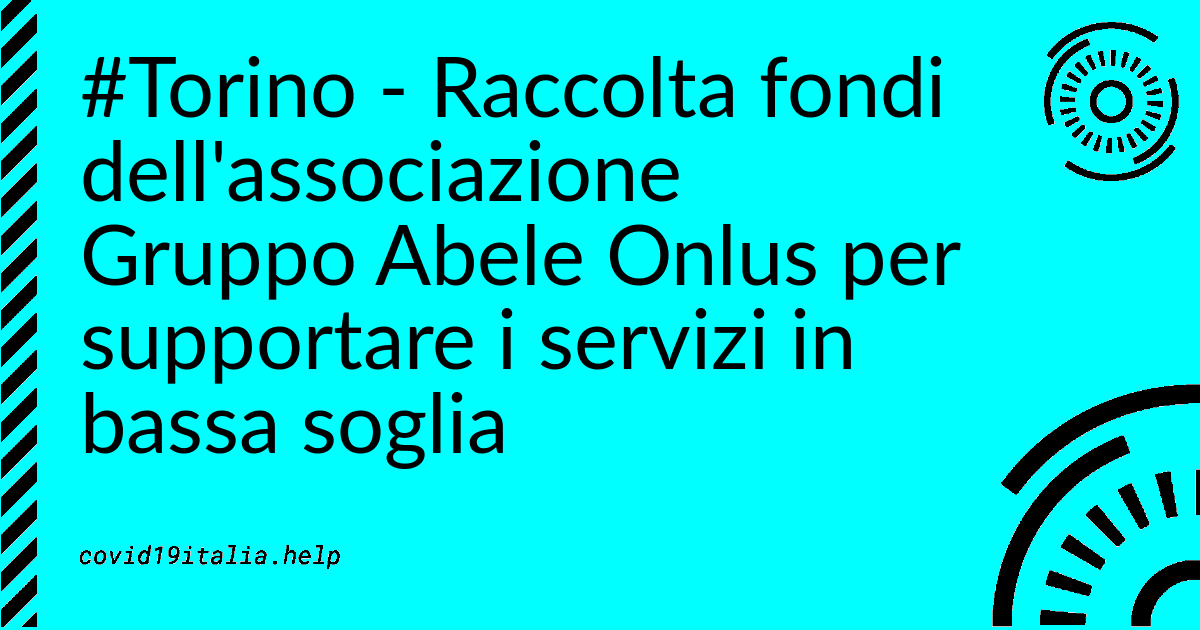 #Torino - Raccolta fondi
dell'associazione
Gruppo Abele Onlus per
supportare i servizi in
bassa soglia
covid19italia.help